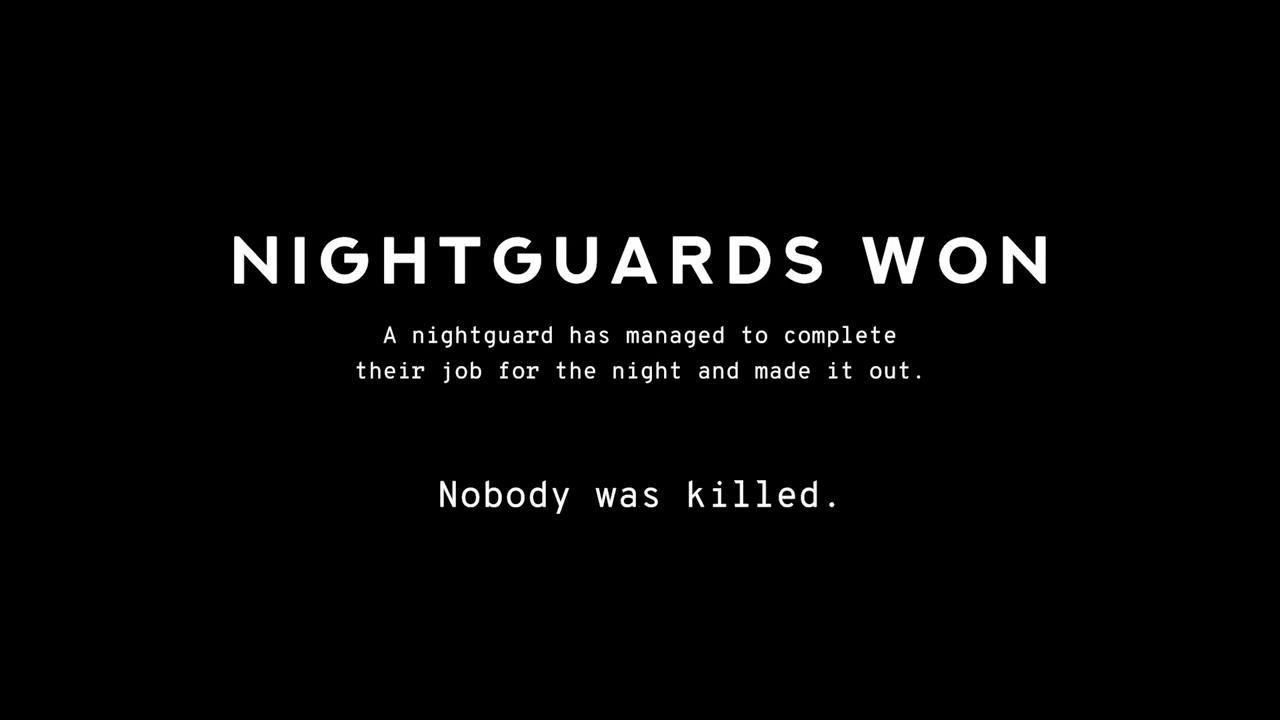 NIGHTGUARDS WON
A nightguard has managed to complete
their job for the night and made it out.
Nobody was killed.